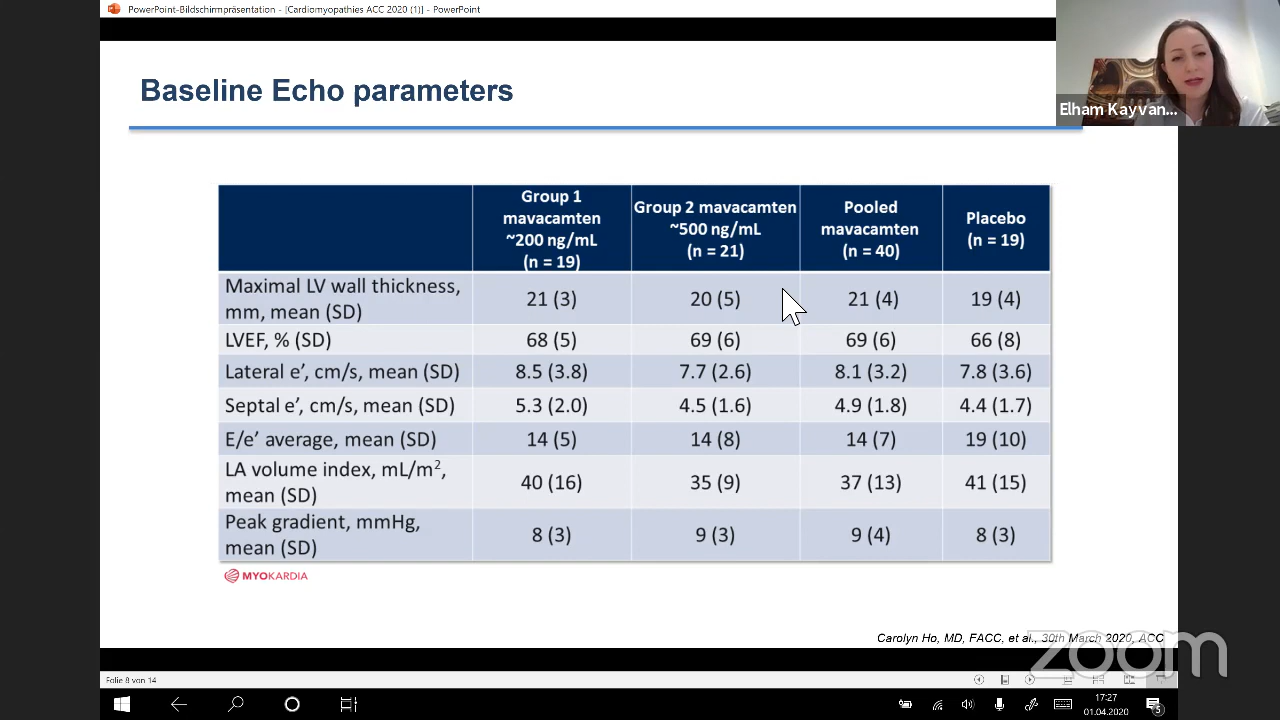 PowerPoint-Bildschirmpräsentation - [Cardiomyopathies ACC 2020 (1)] - PowerPoint
Elham Kayvan...
Baseline Echo parameters
Group 1 mavacamten ~200 ng/mL (n = 19)
Group 2 mavacamten ~500 ng/mL (n = 21)
Pooled mavacamten (n = 40)
Placebo (n = 19)
Maximal LV wall thickness, mm, mean (SD) 21 (3) 20 (5) 21 (4) 19 (4)
LVEF, % (SD) 68 (5) 69 (6) 69 (6) 66 (8)
Lateral e’, cm/s, mean (SD) 8.5 (3.8) 7.7 (2.6) 8.1 (3.2) 7.8 (3.6)
Septal e’, cm/s, mean (SD) 5.3 (2.0) 4.5 (1.6) 4.9 (1.8) 4.4 (1.7)
E/e’ average, mean (SD) 14 (5) 14 (8) 14 (7) 19 (10)
LA volume index, mL/m², mean (SD) 40 (16) 35 (9) 37 (13) 41 (15)
Peak gradient, mmHg, mean (SD) 8 (3) 9 (3) 9 (4) 8 (3)
MYOKARDIA
Carolyn Ho, MD, FACC, et al., 30th March 2020, ACC
zoom
Folie 8 von 14
17:27
01.04.2020
5